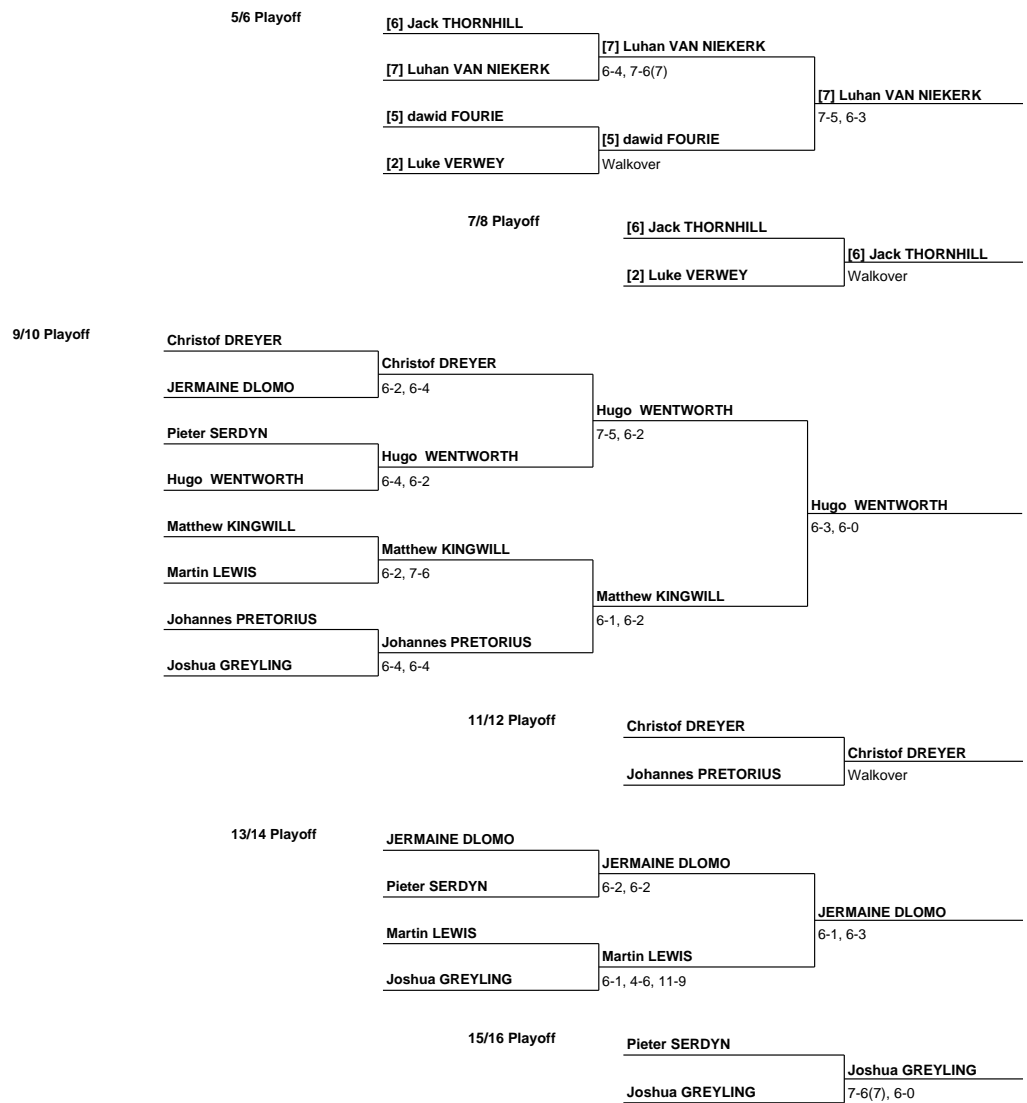 5/6 Playoff
[6] Jack THORNHILL
[7] Luhan VAN NIEKERK
[7] Luhan VAN NIEKERK
6-4, 7-6(7)
[7] Luhan VAN NIEKERK
7-5, 6-3
[5] dawid FOURIE
[5] dawid FOURIE
[2] Luke VERWEY
Walkover
7/8 Playoff
[6] Jack THORNHILL
[6] Jack THORNHILL
[2] Luke VERWEY
Walkover
9/10 Playoff
Christof DREYER
Christof DREYER
JERMAINE DLOMO
6-2, 6-4
Hugo  WENTWORTH
7-5, 6-2
Pieter SERDYN
Hugo  WENTWORTH
Hugo  WENTWORTH
6-4, 6-2
Hugo  WENTWORTH
6-3, 6-0
Matthew KINGWILL
Matthew KINGWILL
Martin LEWIS
6-2, 7-6
Matthew KINGWILL
6-1, 6-2
Johannes PRETORIUS
Johannes PRETORIUS
Joshua GREYLING
6-4, 6-4
11/12 Playoff
Christof DREYER
Christof DREYER
Johannes PRETORIUS
Walkover
13/14 Playoff
JERMAINE DLOMO
JERMAINE DLOMO
Pieter SERDYN
6-2, 6-2
JERMAINE DLOMO
6-1, 6-3
Martin LEWIS
Martin LEWIS
Joshua GREYLING
6-1, 4-6, 11-9
15/16 Playoff
Pieter SERDYN
Joshua GREYLING
Joshua GREYLING
7-6(7), 6-0